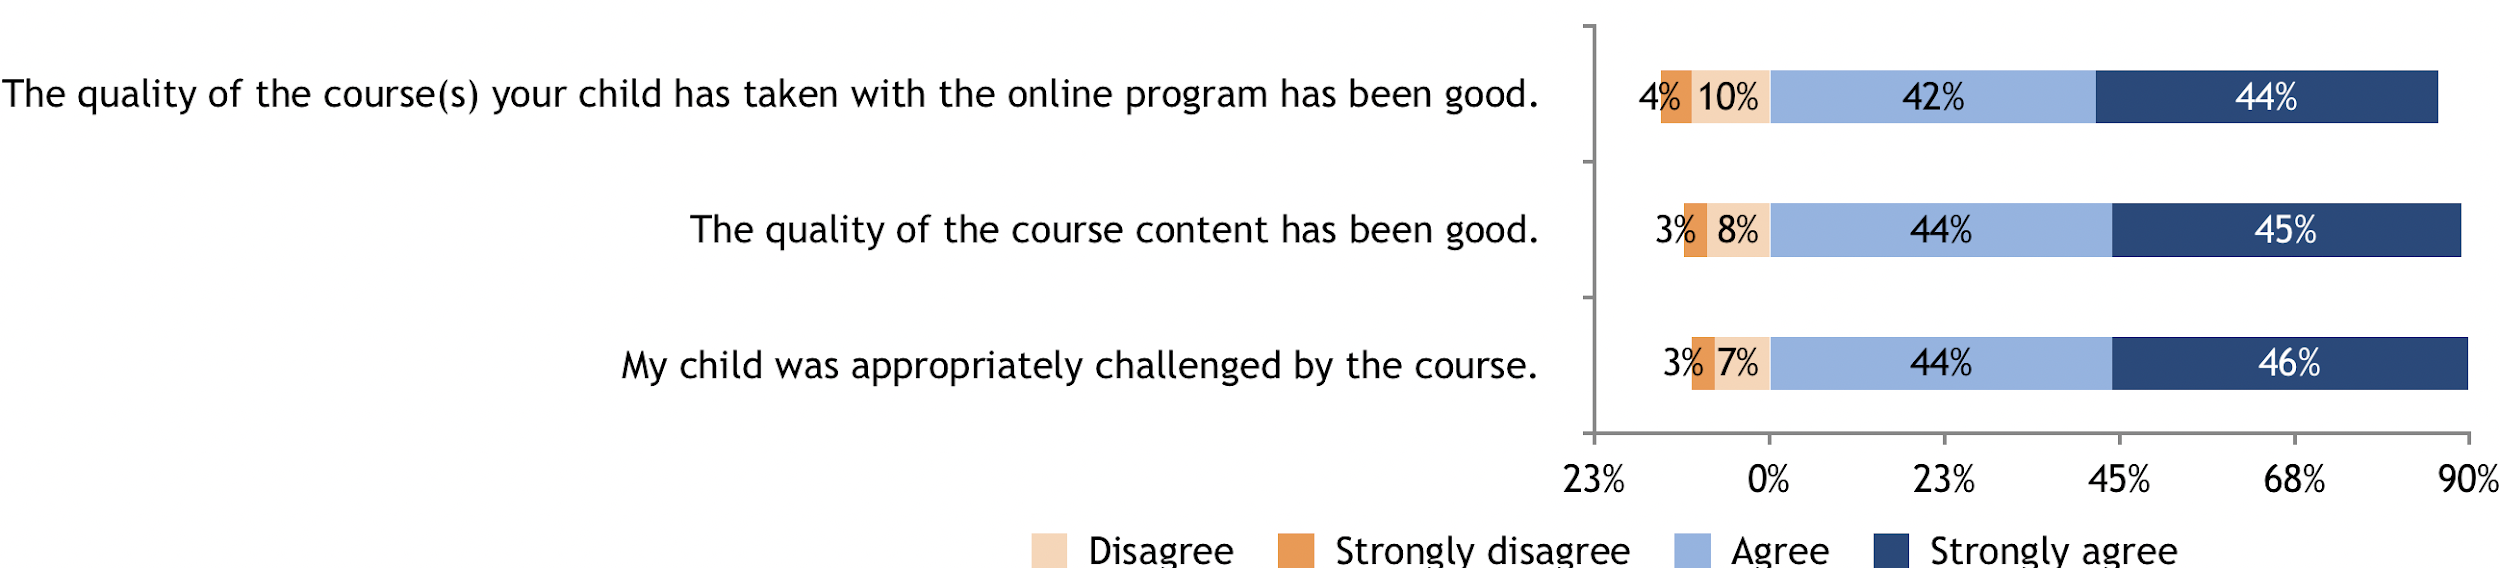 The quality of the course(s) your child has taken with the online program has been good. 4% 10% 42% 44%
The quality of the course content has been good. 3% 8% 44% 45%
My child was appropriately challenged by the course. 3% 7% 44% 46%
23% 0% 23% 45% 68% 90%
Disagree Strongly disagree Agree Strongly agree